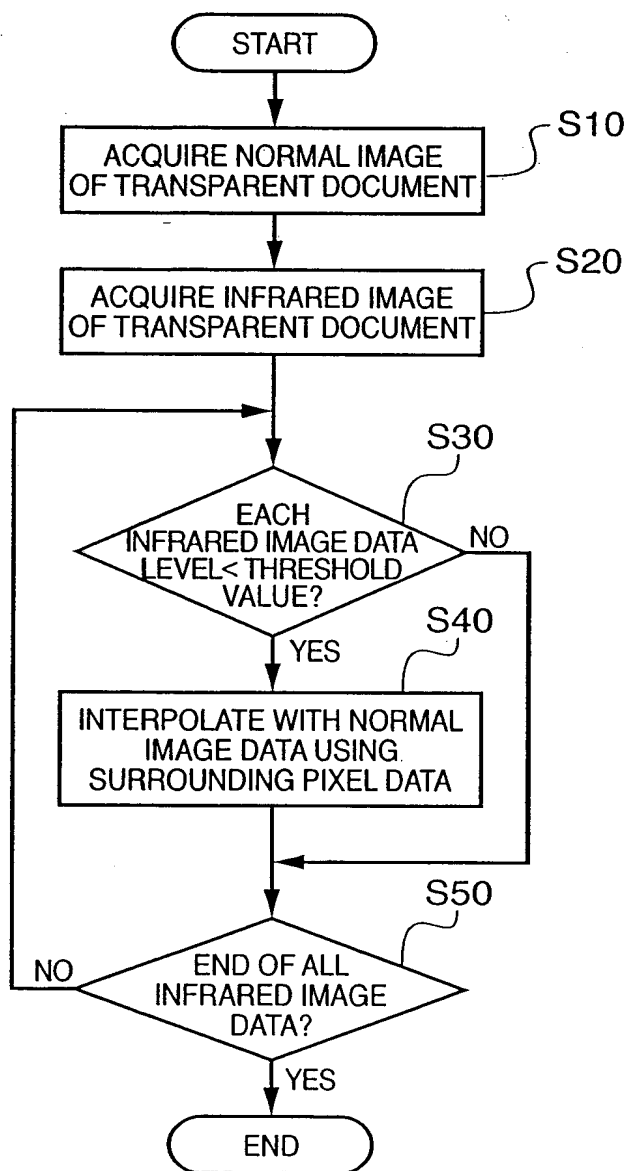 START
ACQUIRE NORMAL IMAGE
OF TRANSPARENT DOCUMENT
S10
ACQUIRE INFRARED IMAGE
OF TRANSPARENT DOCUMENT
S20
S30
EACH
INFRARED IMAGE DATA
LEVEL< THRESHOLD
VALUE?
NO
YES
S40
INTERPOLATE WITH NORMAL
IMAGE DATA USING
SURROUNDING PIXEL DATA
S50
NO
END OF ALL
INFRARED IMAGE
DATA?
YES
END